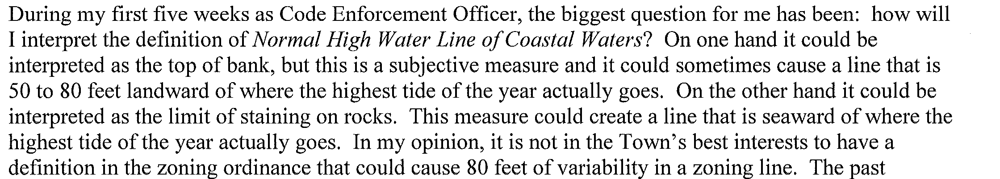 During my first five weeks as Code Enforcement Officer, the biggest question for me has been:  how will
I interpret the definition of Normal High Water Line of Coastal Waters?  On one hand it could be
interpreted as the top of bank, but this is a subjective measure and it could sometimes cause a line that is
50 to 80 feet landward of where the highest tide of the year actually goes.  On the other hand it could be
interpreted as the limit of staining on rocks.  This measure could create a line that is seaward of where the
highest tide of the year actually goes.  In my opinion, it is not in the Town’s best interests to have a
definition in the zoning ordinance that could cause 80 feet of variability in a zoning line.  The past